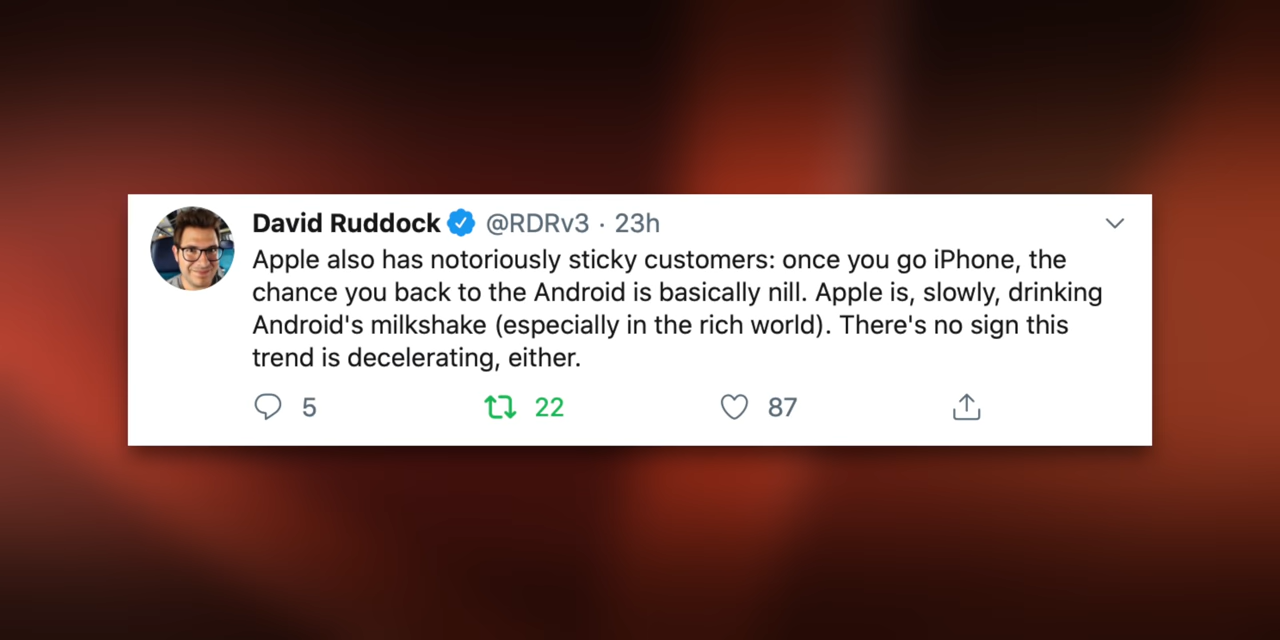 David Ruddock @RDRv3 · 23h
Apple also has notoriously sticky customers: once you go iPhone, the
chance you back to the Android is basically nill. Apple is, slowly, drinking
Android's milkshake (especially in the rich world). There's no sign this
trend is decelerating, either.
5 22 87